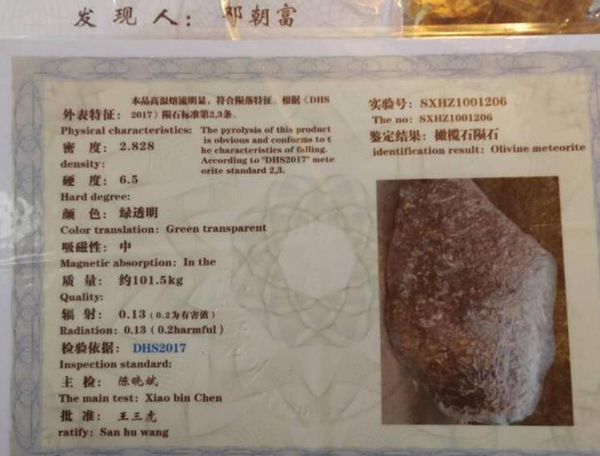 发 现 人： 邓朝富
本品高温熔流明显，符合陨落特征。根据《DHS
外表特征： 2017》陨石标准第2,3条。
Physical characteristics: The pyrolysis of this product
is obvious and conforms to t
密 度： 2.828
he characteristics of falling.
density: According to "DHS2017" mete
orite standard 2,3.
硬 度： 6.5
Hard degree:
颜 色： 绿透明
Color translation: Green transparent
吸磁性： 中
Magnetic absorption: In the
质 量： 约101.5kg
Quality:
辐 射： 0.13（0.2为有害值）
Radiation: 0.13（0.2harmful）
检验依据： DHS2017
Inspection standard:
主 检： 陈晓斌
The main test: Xiao bin Chen
批 准： 王三虎
ratify: San hu wang
实验号： SXHZ1001206
The no: SXHZ1001206
鉴定结果： 橄榄石陨石
identification result: Olivine meteorite